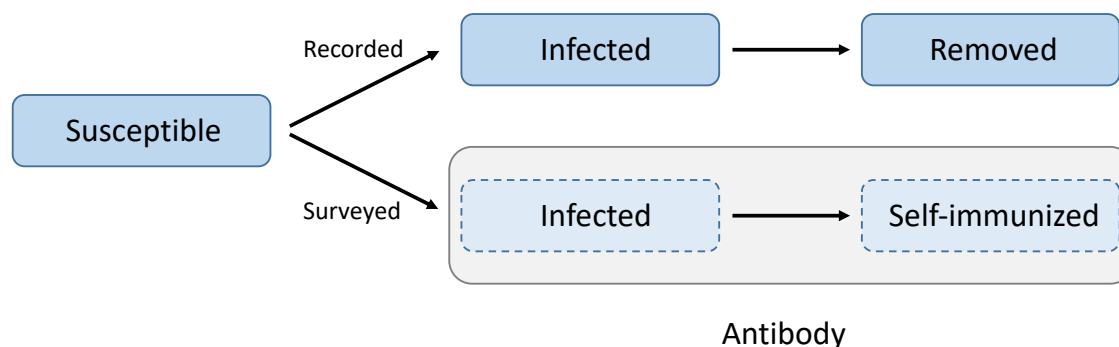 Recorded
Infected
Removed
Susceptible
Surveyed
Infected
Self-immunized
Antibody